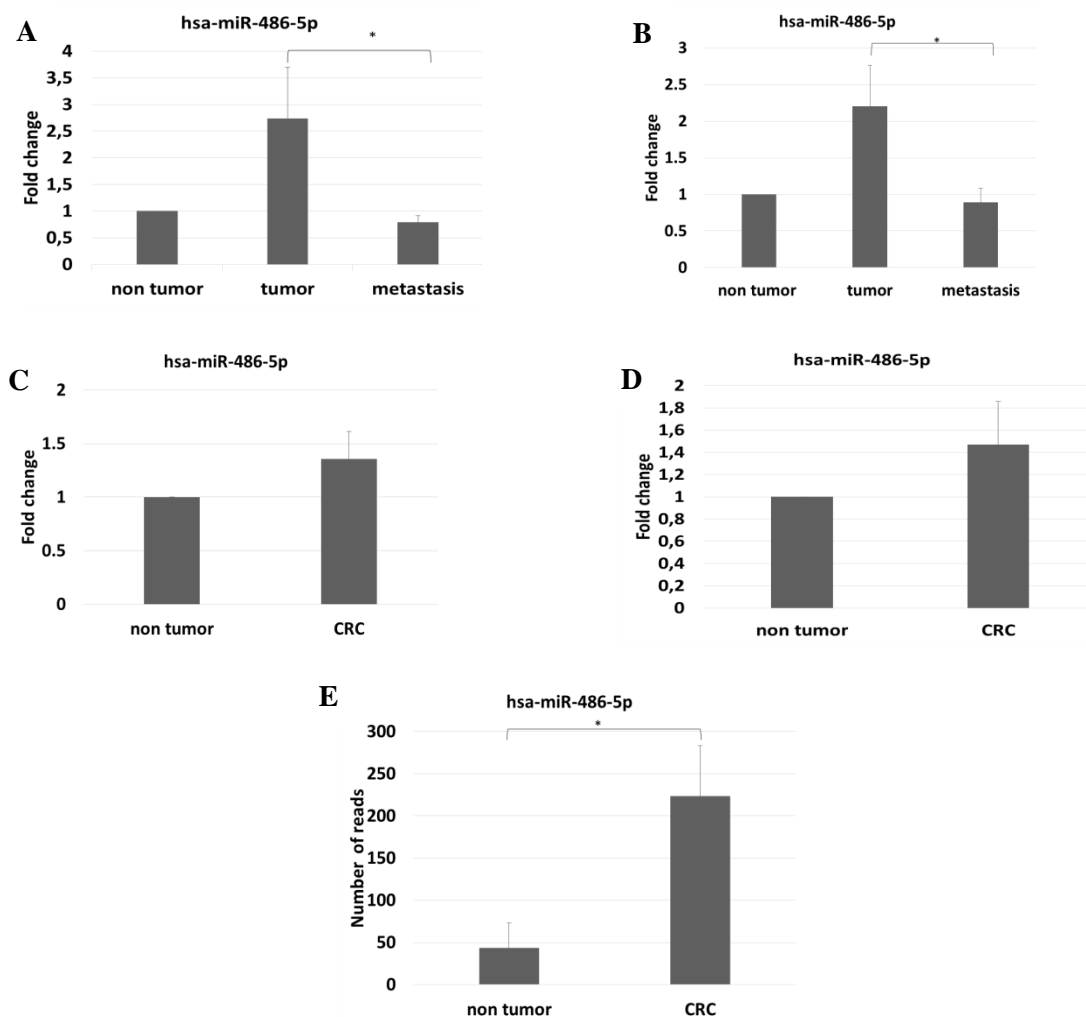 A
hsa-miR-486-5p
*
Fold change
4
3,5
3
2,5
2
1,5
1
0,5
0
non tumor
tumor
metastasis
B
hsa-miR-486-5p
*
Fold change
3
2.5
2
1.5
1
0.5
0
non tumor
tumor
metastasis
C
hsa-miR-486-5p
Fold change
2
1.5
1
0.5
0
non tumor
CRC
D
hsa-miR-486-5p
Fold change
2
1,8
1,6
1,4
1,2
1
0,8
0,6
0,4
0,2
0
non tumor
CRC
E
hsa-miR-486-5p
*
Number of reads
300
250
200
150
100
50
0
non tumor
CRC